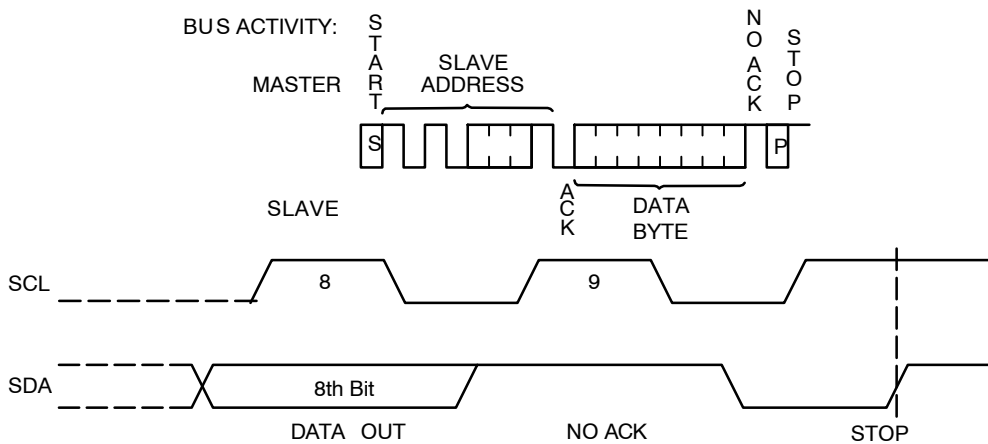 BUS ACTIVITY:
MASTER
START
SLAVE
ADDRESS
NO ACK
STOP
S
P
SLAVE
ACK
DATA
BYTE
SCL
8
9
SDA
8th Bit
DATA OUT
NO ACK
STOP